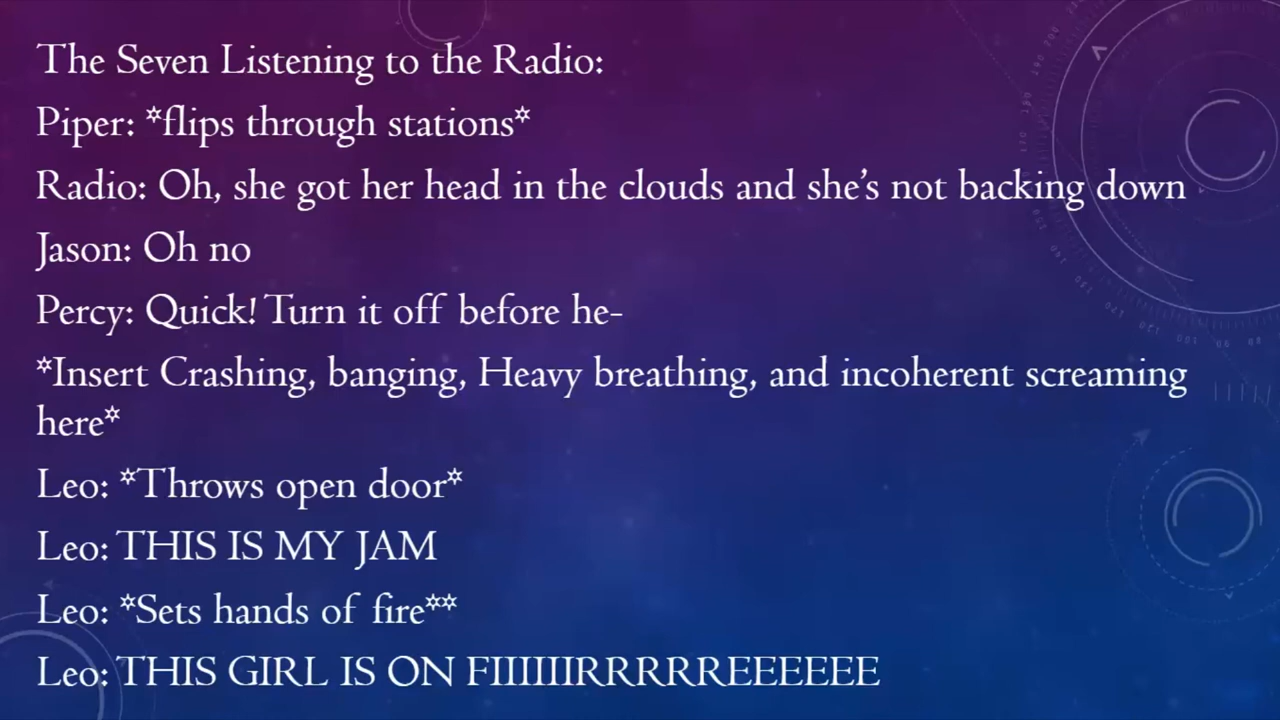 The Seven Listening to the Radio:
Piper: *flips through stations*
Radio: Oh, she got her head in the clouds and she's not backing down
Jason: Oh no
Percy: Quick! Turn it off before he-
*Insert Crashing, banging, Heavy breathing, and incoherent screaming
here*
Leo: *Throws open door*
Leo: THIS IS MY JAM
Leo: *Sets hands of fire**
Leo: THIS GIRL IS ON FIIIIIIRRRRREEEEEE